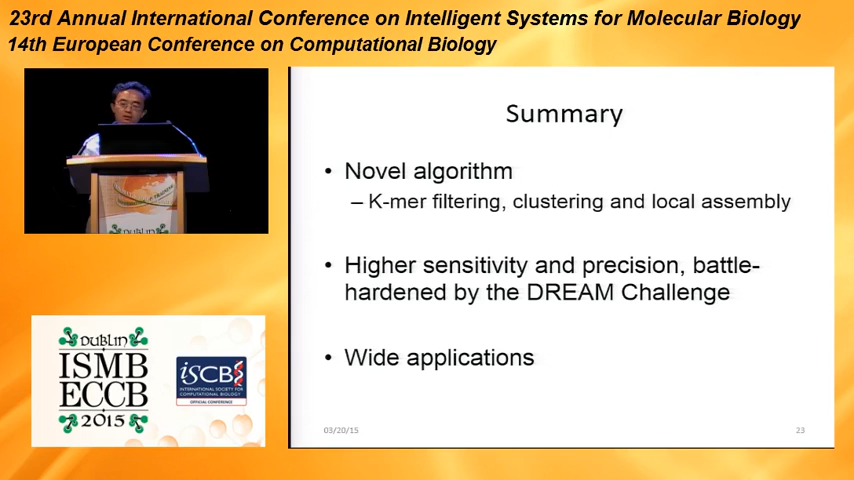 23rd Annual International Conference on Intelligent Systems for Molecular Biology
14th European Conference on Computational Biology
Summary
• Novel algorithm
– K-mer filtering, clustering and local assembly
• Higher sensitivity and precision, battle-
hardened by the DREAM Challenge
• Wide applications
03/20/15
23
DUBLIN
ISMB
ECCB
2015
ISCB
INTERNATIONAL SOCIETY FOR
COMPUTATIONAL BIOLOGY
OFFICIAL CONFERENCE
DUBLIN